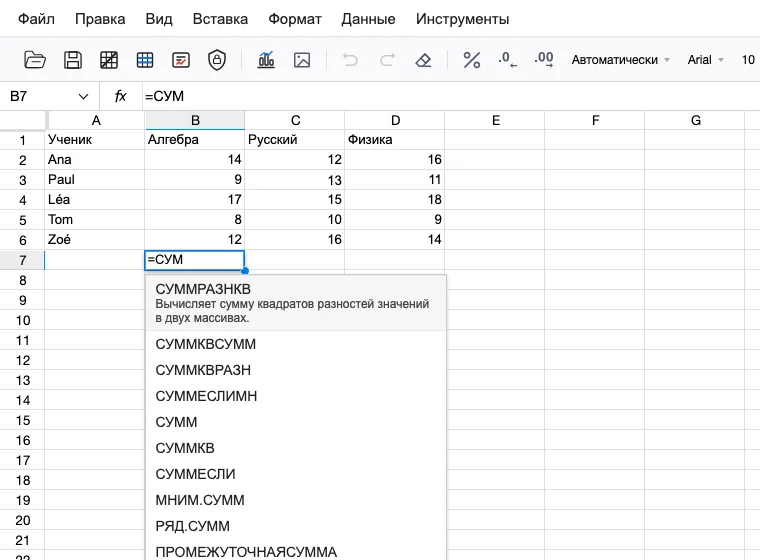 Файл Правка Вид Вставка Формат Данные Инструменты
% .0 .00 Автоматически Arial 10
B7 fx =СУМ
A B C D E F G
1 Ученик Алгебра Русский Физика
2 Ana 14 12 16
3 Paul 9 13 11
4 Léa 17 15 18
5 Tom 8 10 9
6 Zoé 12 16 14
7 =СУМ
8
СУММРАЗНКВ
9 Вычисляет сумму квадратов разностей значений
10 в двух массивах.
11 СУММКВСУММ
12 СУММКВРАЗН
13
14 СУММЕСЛИМН
15 СУММ
16 СУММКВ
17
18 СУММЕСЛИ
19 МНИМ.СУММ
20 РЯД.СУММ
21
22 ПРОМЕЖУТОЧНАЯСУММА